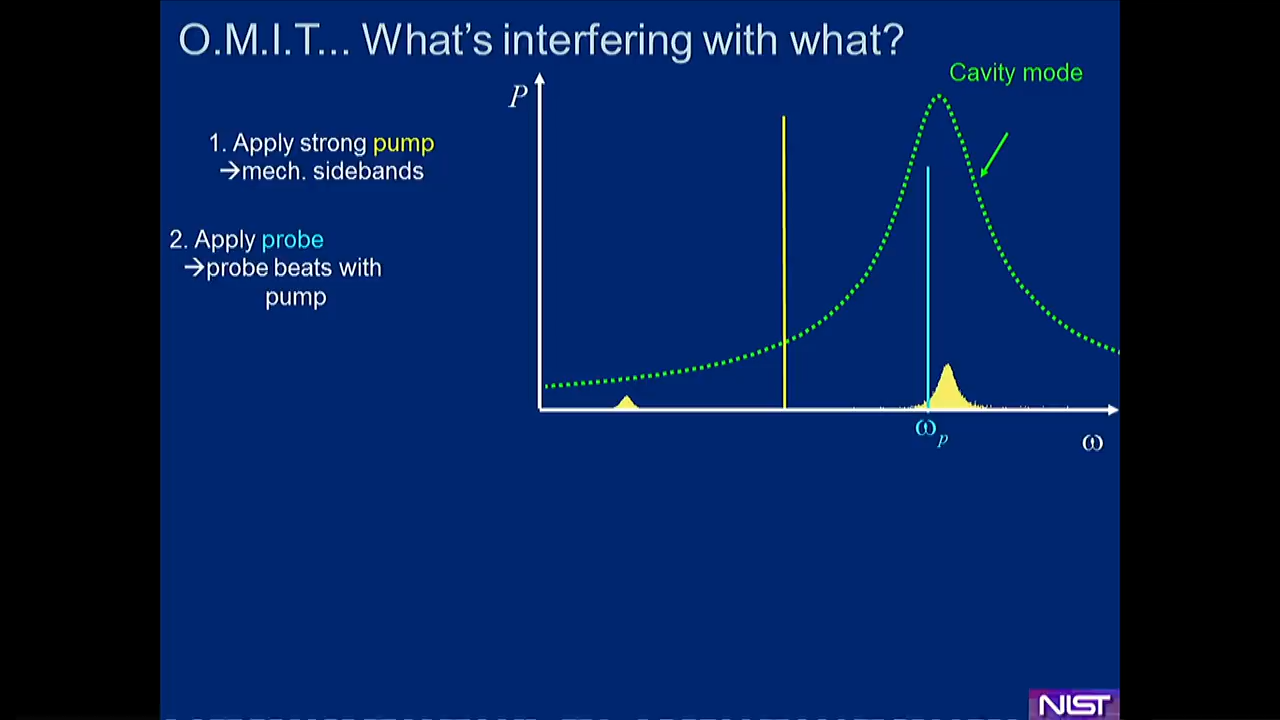 O.M.I.T... What's interfering with what?
Cavity mode
P
1. Apply strong pump
→mech. sidebands
2. Apply probe
→probe beats with
pump
ωp
ω
NIST